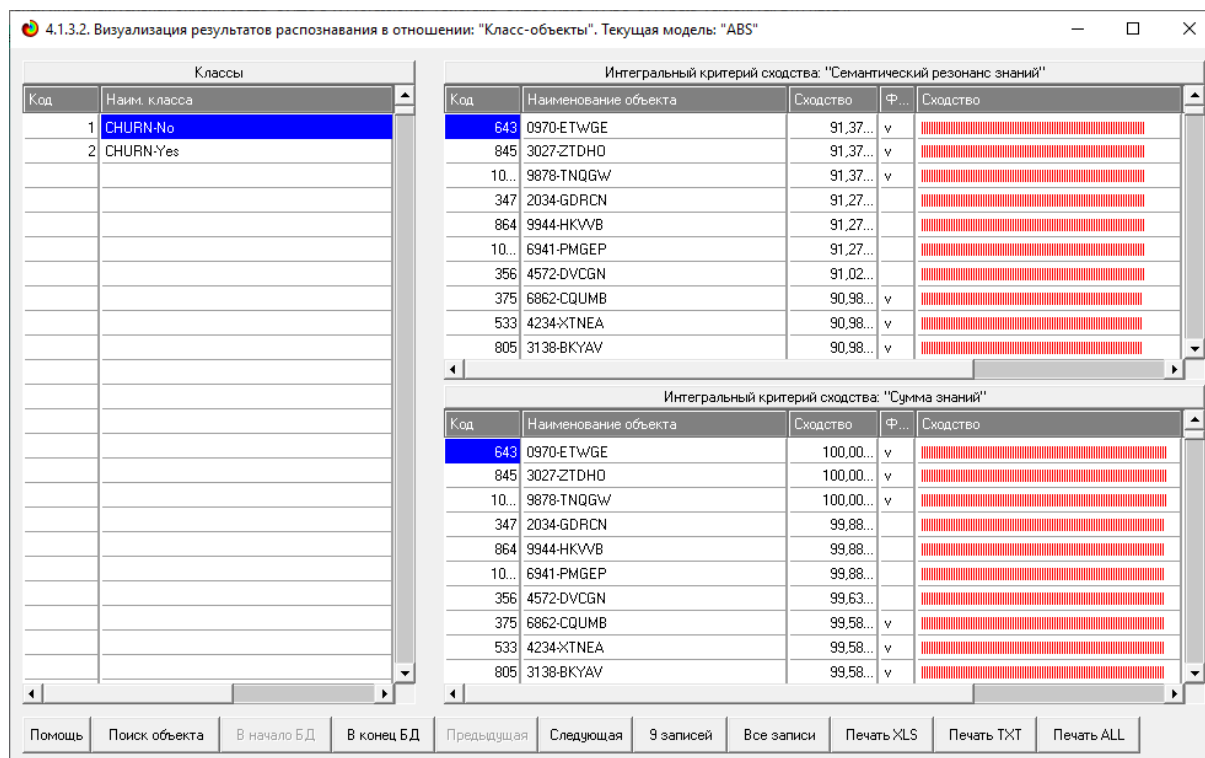 4.1.3.2. Визуализация результатов распознавания в отношении: "Класс-объекты". Текущая модель: "ABS"
Классы
Код Наим. класса
1 CHURN-No
2 CHURN-Yes
Интегральный критерий сходства: "Семантический резонанс знаний"
Код Наименование объекта Сходство Ф... Сходство
643 0970-ETWGE 91,37... v
845 3027-ZTDHO 91,37... v
10... 9878-TNQGW 91,37... v
347 2034-GDRCN 91,27...
864 9944-HKVVB 91,27...
10... 6941-PMGEP 91,27...
356 4572-DVCGN 91,02...
375 6862-CQUMB 90,98... v
533 4234-XTNEA 90,98... v
805 3138-BKYAV 90,98... v
Интегральный критерий сходства: "Сумма знаний"
Код Наименование объекта Сходство Ф... Сходство
643 0970-ETWGE 100,00... v
845 3027-ZTDHO 100,00... v
10... 9878-TNQGW 100,00... v
347 2034-GDRCN 99,88...
864 9944-HKVVB 99,88...
10... 6941-PMGEP 99,88...
356 4572-DVCGN 99,63...
375 6862-CQUMB 99,58... v
533 4234-XTNEA 99,58... v
805 3138-BKYAV 99,58... v
Помощь Поиск объекта В начало БД В конец БД Предыдущая Следующая 9 записей Все записи Печать XLS Печать TXT Печать ALL